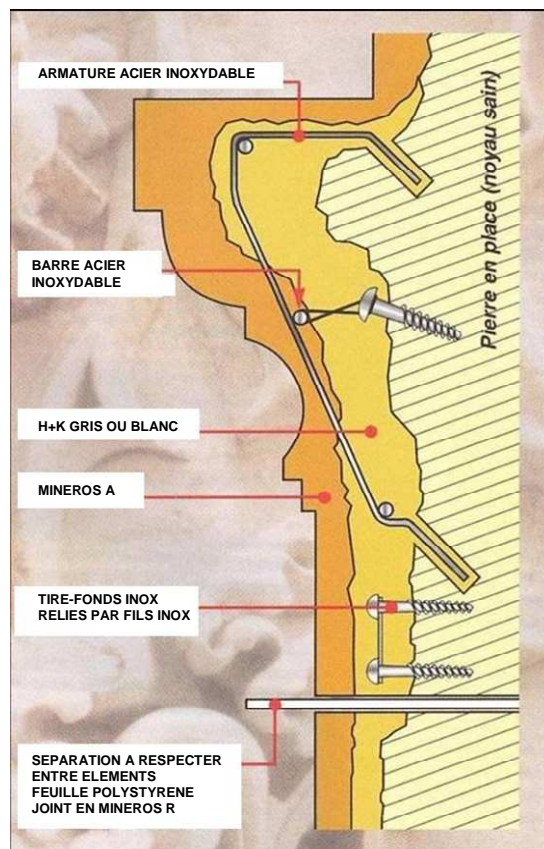 ARMATURE ACIER INOXYDABLE
Pierre en place (noyau sain)
BARRE ACIER
INOXYDABLE
H+K GRIS OU BLANC
MINEROS A
TIRE-FONDS INOX
RELIES PAR FILS INOX
SEPARATION A RESPECTER
ENTRE ELEMENTS
FEUILLE POLYSTYRENE
JOINT EN MINEROS R